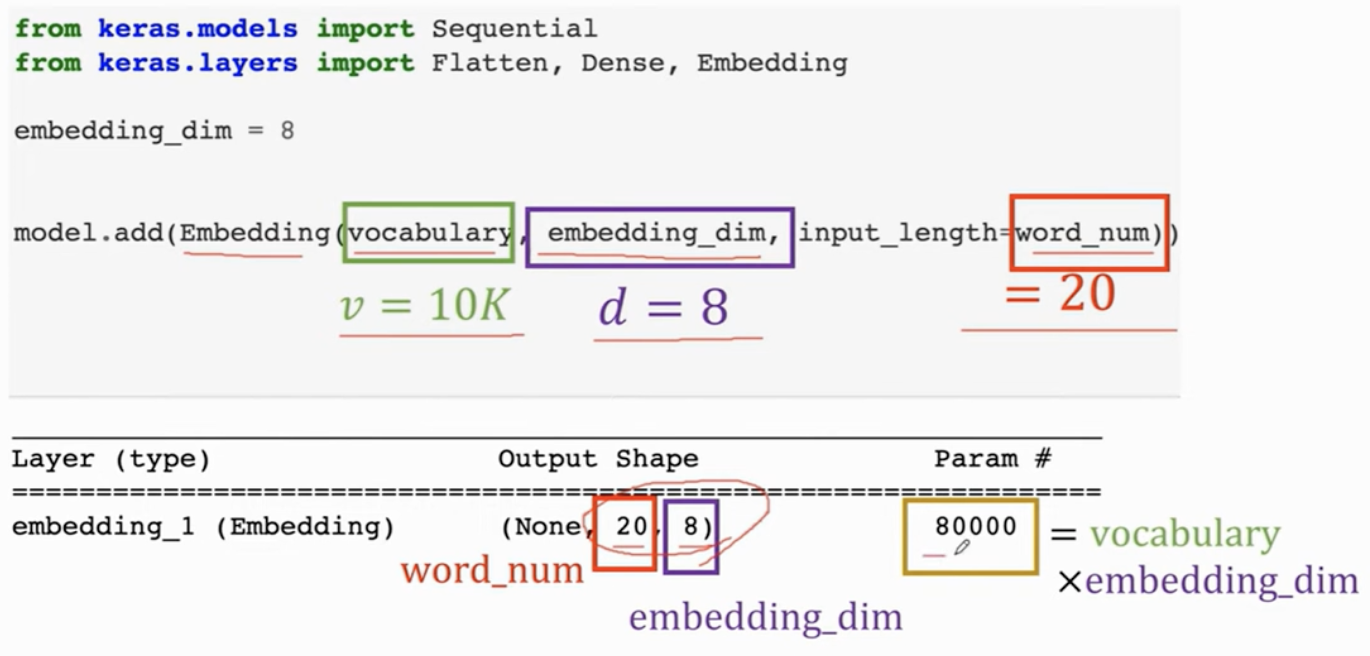 from keras.models import Sequential
from keras.layers import Flatten, Dense, Embedding
embedding_dim = 8
model.add(Embedding(vocabulary, embedding_dim, input_length=word_num))
v = 10K d = 8 = 20
Layer (type) Output Shape Param #
=================================================================
embedding_1 (Embedding) (None, 20, 8) 80000 = vocabulary
word_num ×embedding_dim
embedding_dim